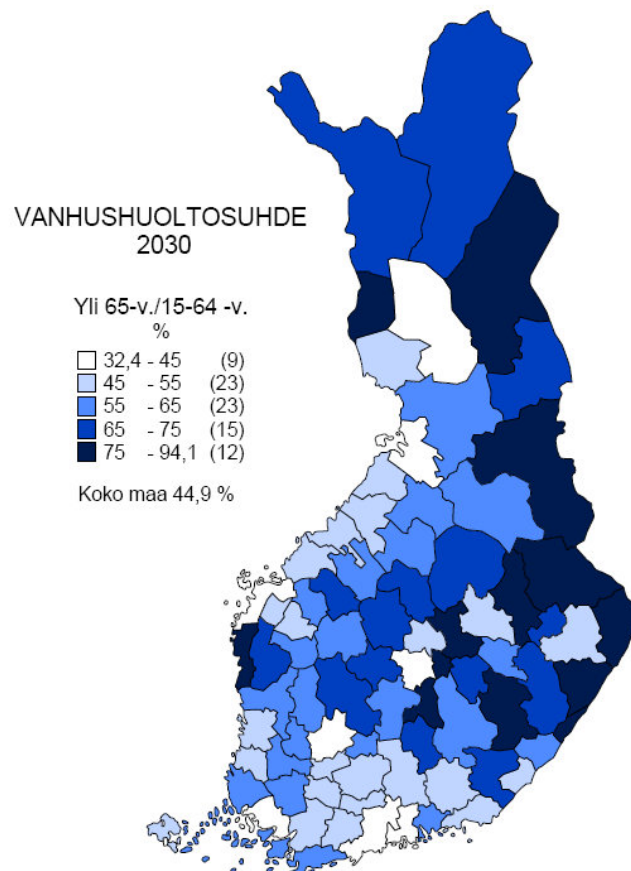 VANHUSHUOLTOSUHDE
2030
Yli 65-v./15-64 -v.
%
32,4 - 45 (9)
45 - 55 (23)
55 - 65 (23)
65 - 75 (15)
75 - 94,1 (12)
Koko maa 44,9 %